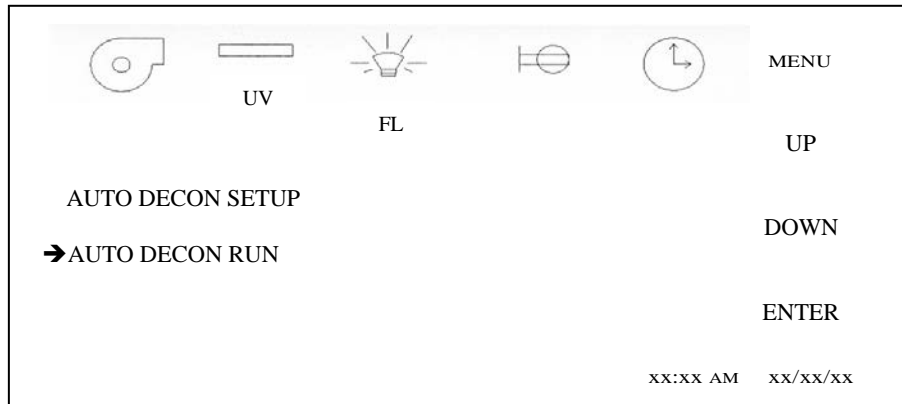 MENU
UV
FL
UP
AUTO DECON SETUP
DOWN
➔AUTO DECON RUN
ENTER
xx:xx AM xx/xx/xx